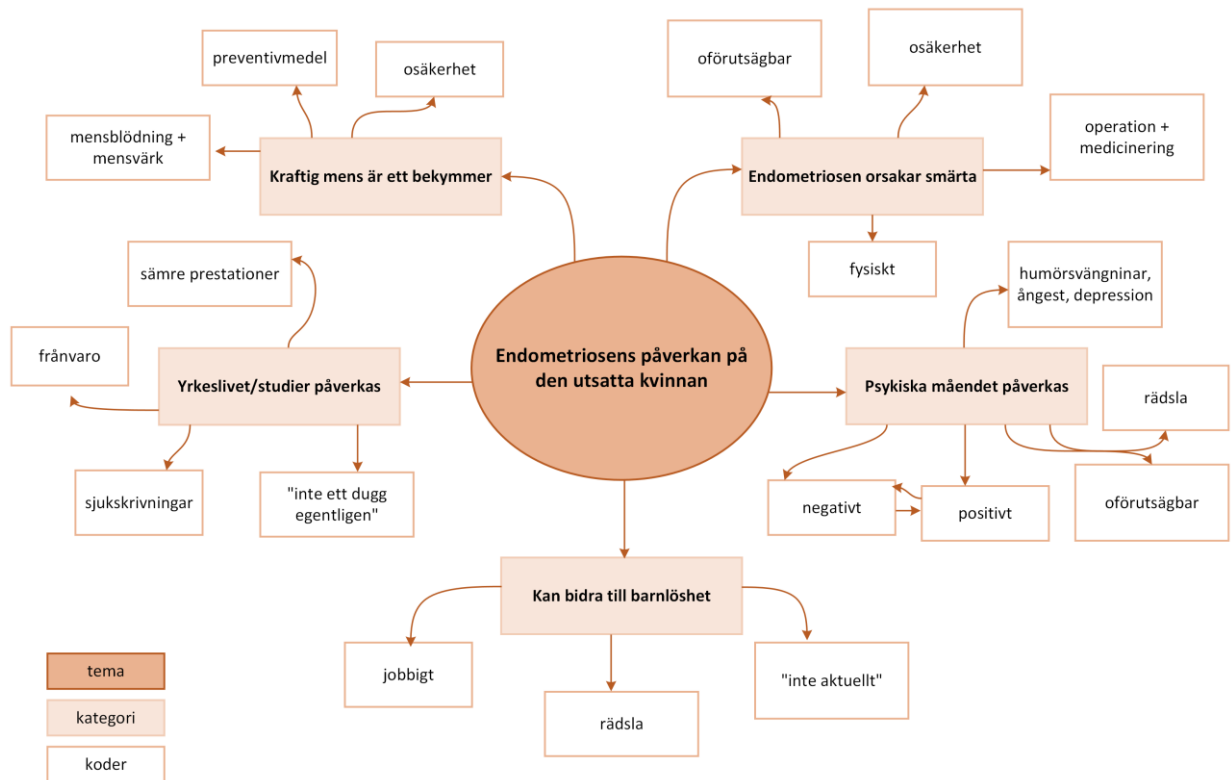 preventivmedel
osäkerhet
mensblödning +
mensvärk
Kraftig mens är ett bekymmer
oförutsägbar
osäkerhet
operation +
medicinering
Endometriosen orsakar smärta
fysiskt
sämre prestationer
frånvaro
Yrkeslivet/studier påverkas
sjukskrivningar
"inte ett dugg
egentligen"
Endometriosens påverkan på
den utsatta kvinnan
humörsvängninar,
ångest, depression
Psykiska måendet påverkas
rädsla
negativt
positivt
oförutsägbar
Kan bidra till barnlöshet
jobbigt
rädsla
"inte aktuellt"
tema
kategori
koder